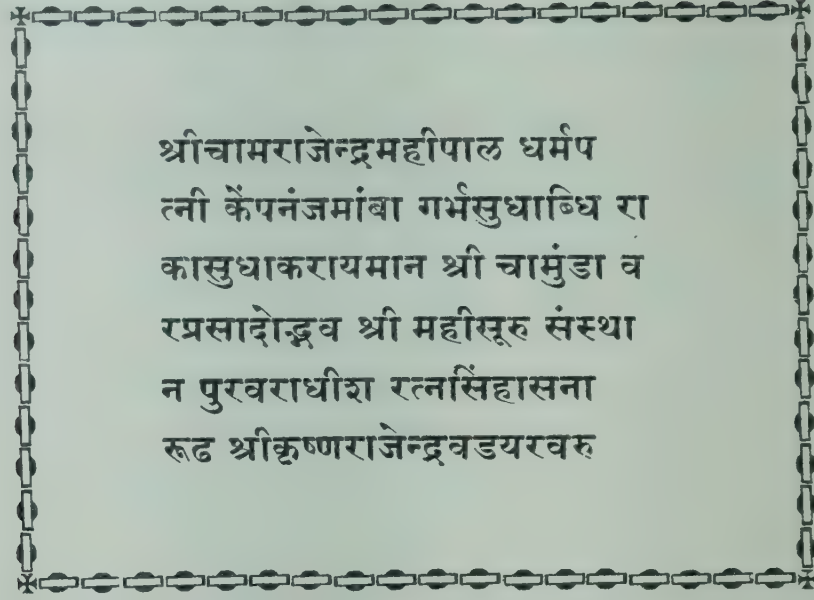 श्रीचामराजेन्द्रमहीपाल धर्मप
त्नी केंपनंजमांबा गर्भसुधाब्धि रा
कासुधाकरायमान श्री चामुंडा व
रप्रसादोद्भव श्री महीसूरु संस्था
न पुरवराधीश रत्नसिंहासना
रूढ श्रीकृष्णराजेन्द्रवडयरवरु